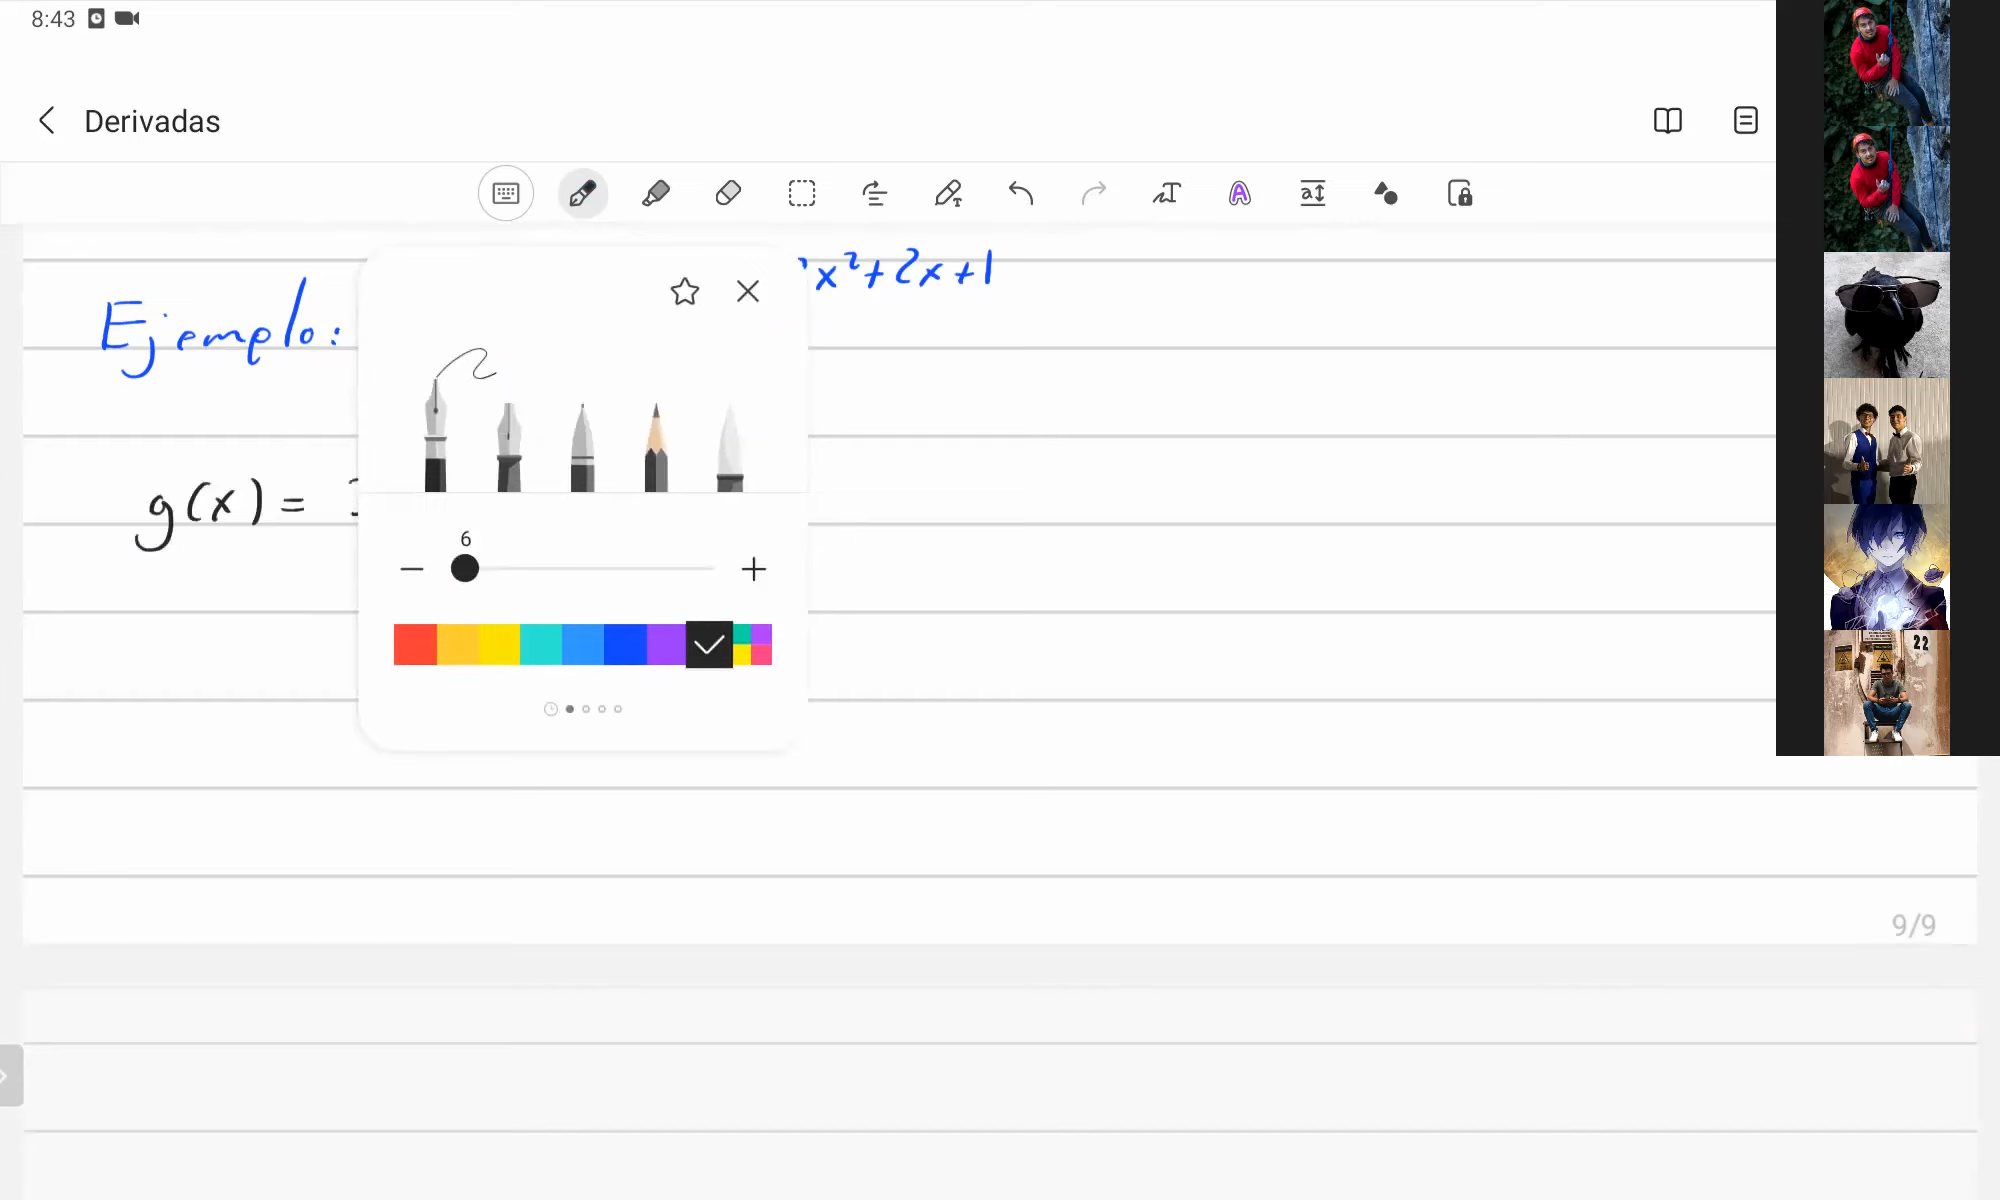 8:43
Derivadas
x²+2x+1
Ejemplo:
g(x) =
6
22
9/9